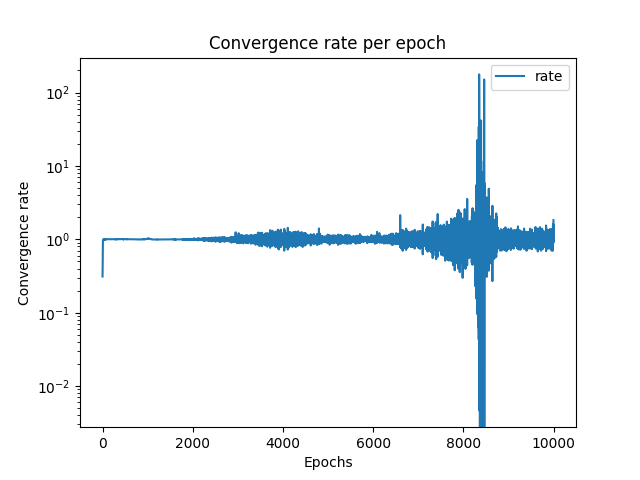 Convergence rate per epoch
rate
Convergence rate
10²
10¹
10⁰
10⁻¹
10⁻²
0 2000 4000 6000 8000 10000
Epochs